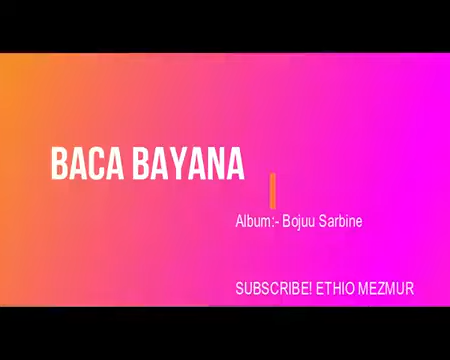 BACA BAYANA
Album:- Bojuu Sarbine
SUBSCRIBE! ETHIO MEZMUR